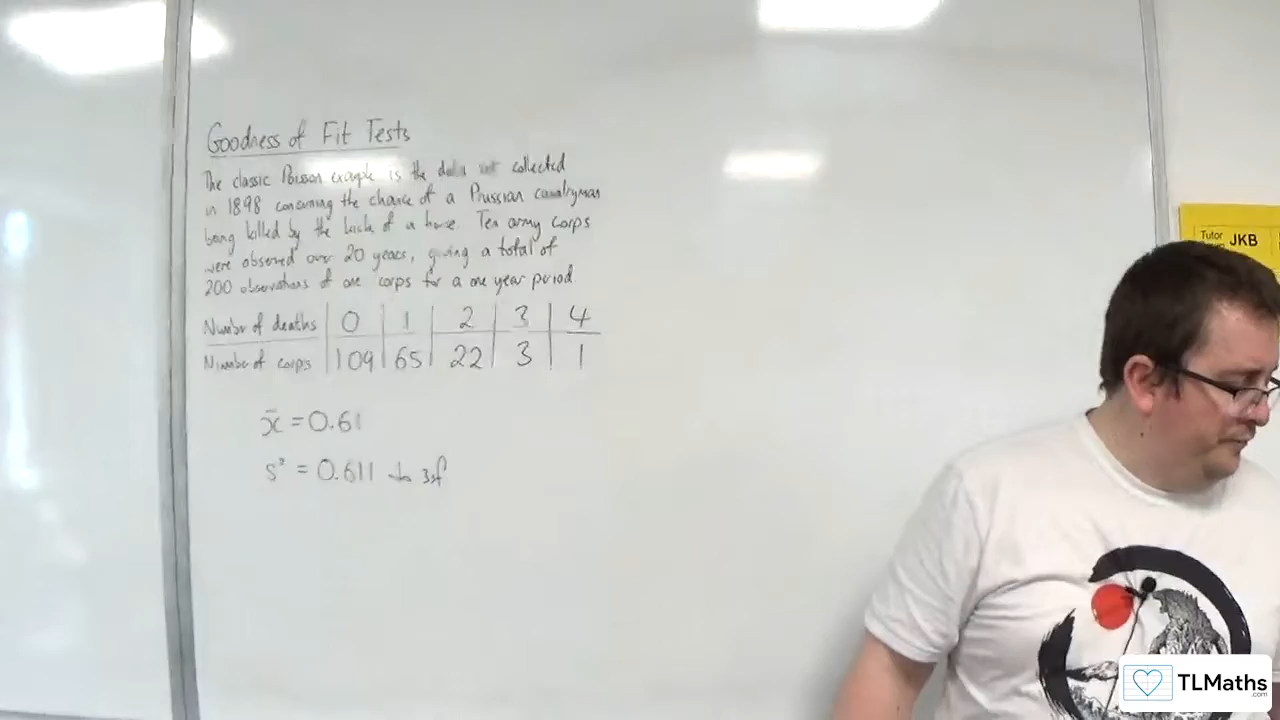 Goodness of Fit Tests
The classic Poisson example is the data set collected
in 1898 concerning the chance of a Prussian cavalryman
being killed by the kick of a horse. Ten army corps
were observed over 20 years, giving a total of
200 observations of one corps for a one year period.
Number of deaths 0 1 2 3 4
Number of corps 109 65 22 3 1
x̄ = 0.61
s² = 0.611 to 3sf
Tutor
JKB
TLMaths
.com